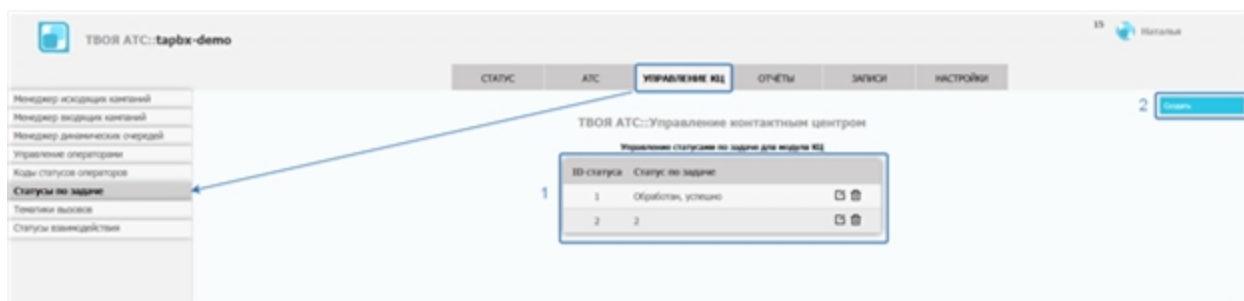 15
Наталья
ТВОЯ АТС::tapbx-demo
СТАТУС АТС УПРАВЛЕНИЕ КЦ ОТЧЁТЫ ЗАПИСИ НАСТРОЙКИ
Менеджер исходящих кампаний
Менеджер входящих кампаний
Менеджер динамических очередей
Управление операторами
Коды статусов операторов
Статусы по задаче
Тематики вызовов
Статусы взаимодействия
2 Создать
ТВОЯ АТС::Управление контактным центром
Управление статусами по задаче для модуля КЦ
1
ID статуса Статус по задаче
1 Обработан, успешно
2 2